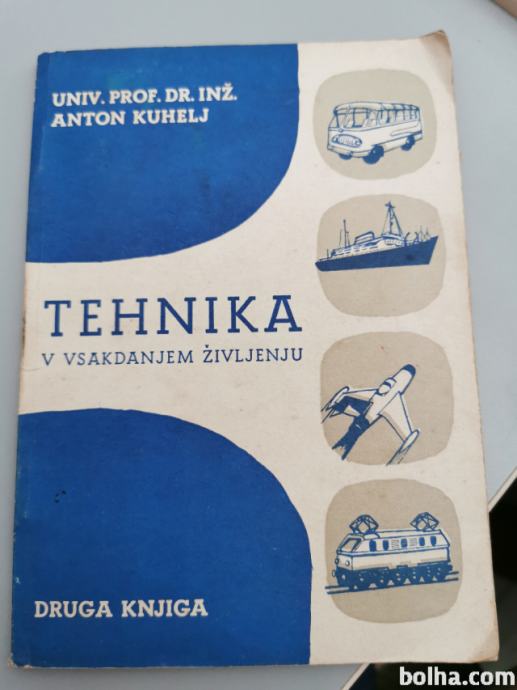 UNIV. PROF. DR. INŽ.
ANTON KUHELJ
TEHNIKA
V VSAKDANJEM ŽIVLJENJU
DRUGA KNJIGA
bolha.com